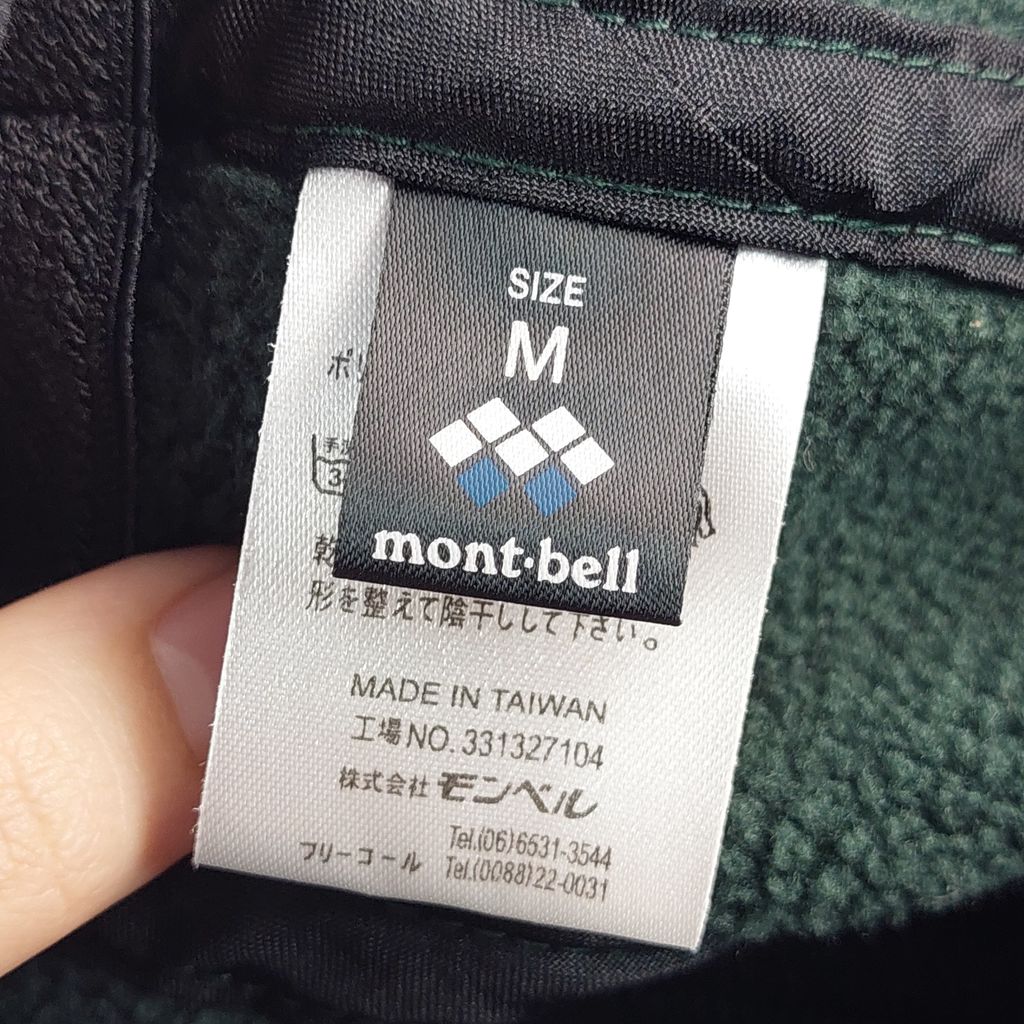 SIZE
M
mont·bell
形を整えて陰干しして下さい。
MADE IN TAIWAN
工場NO. 331327104
株式会社 モンベル
Tel.(06)6531-3544
フリーコール Tel.(0088)22-0031